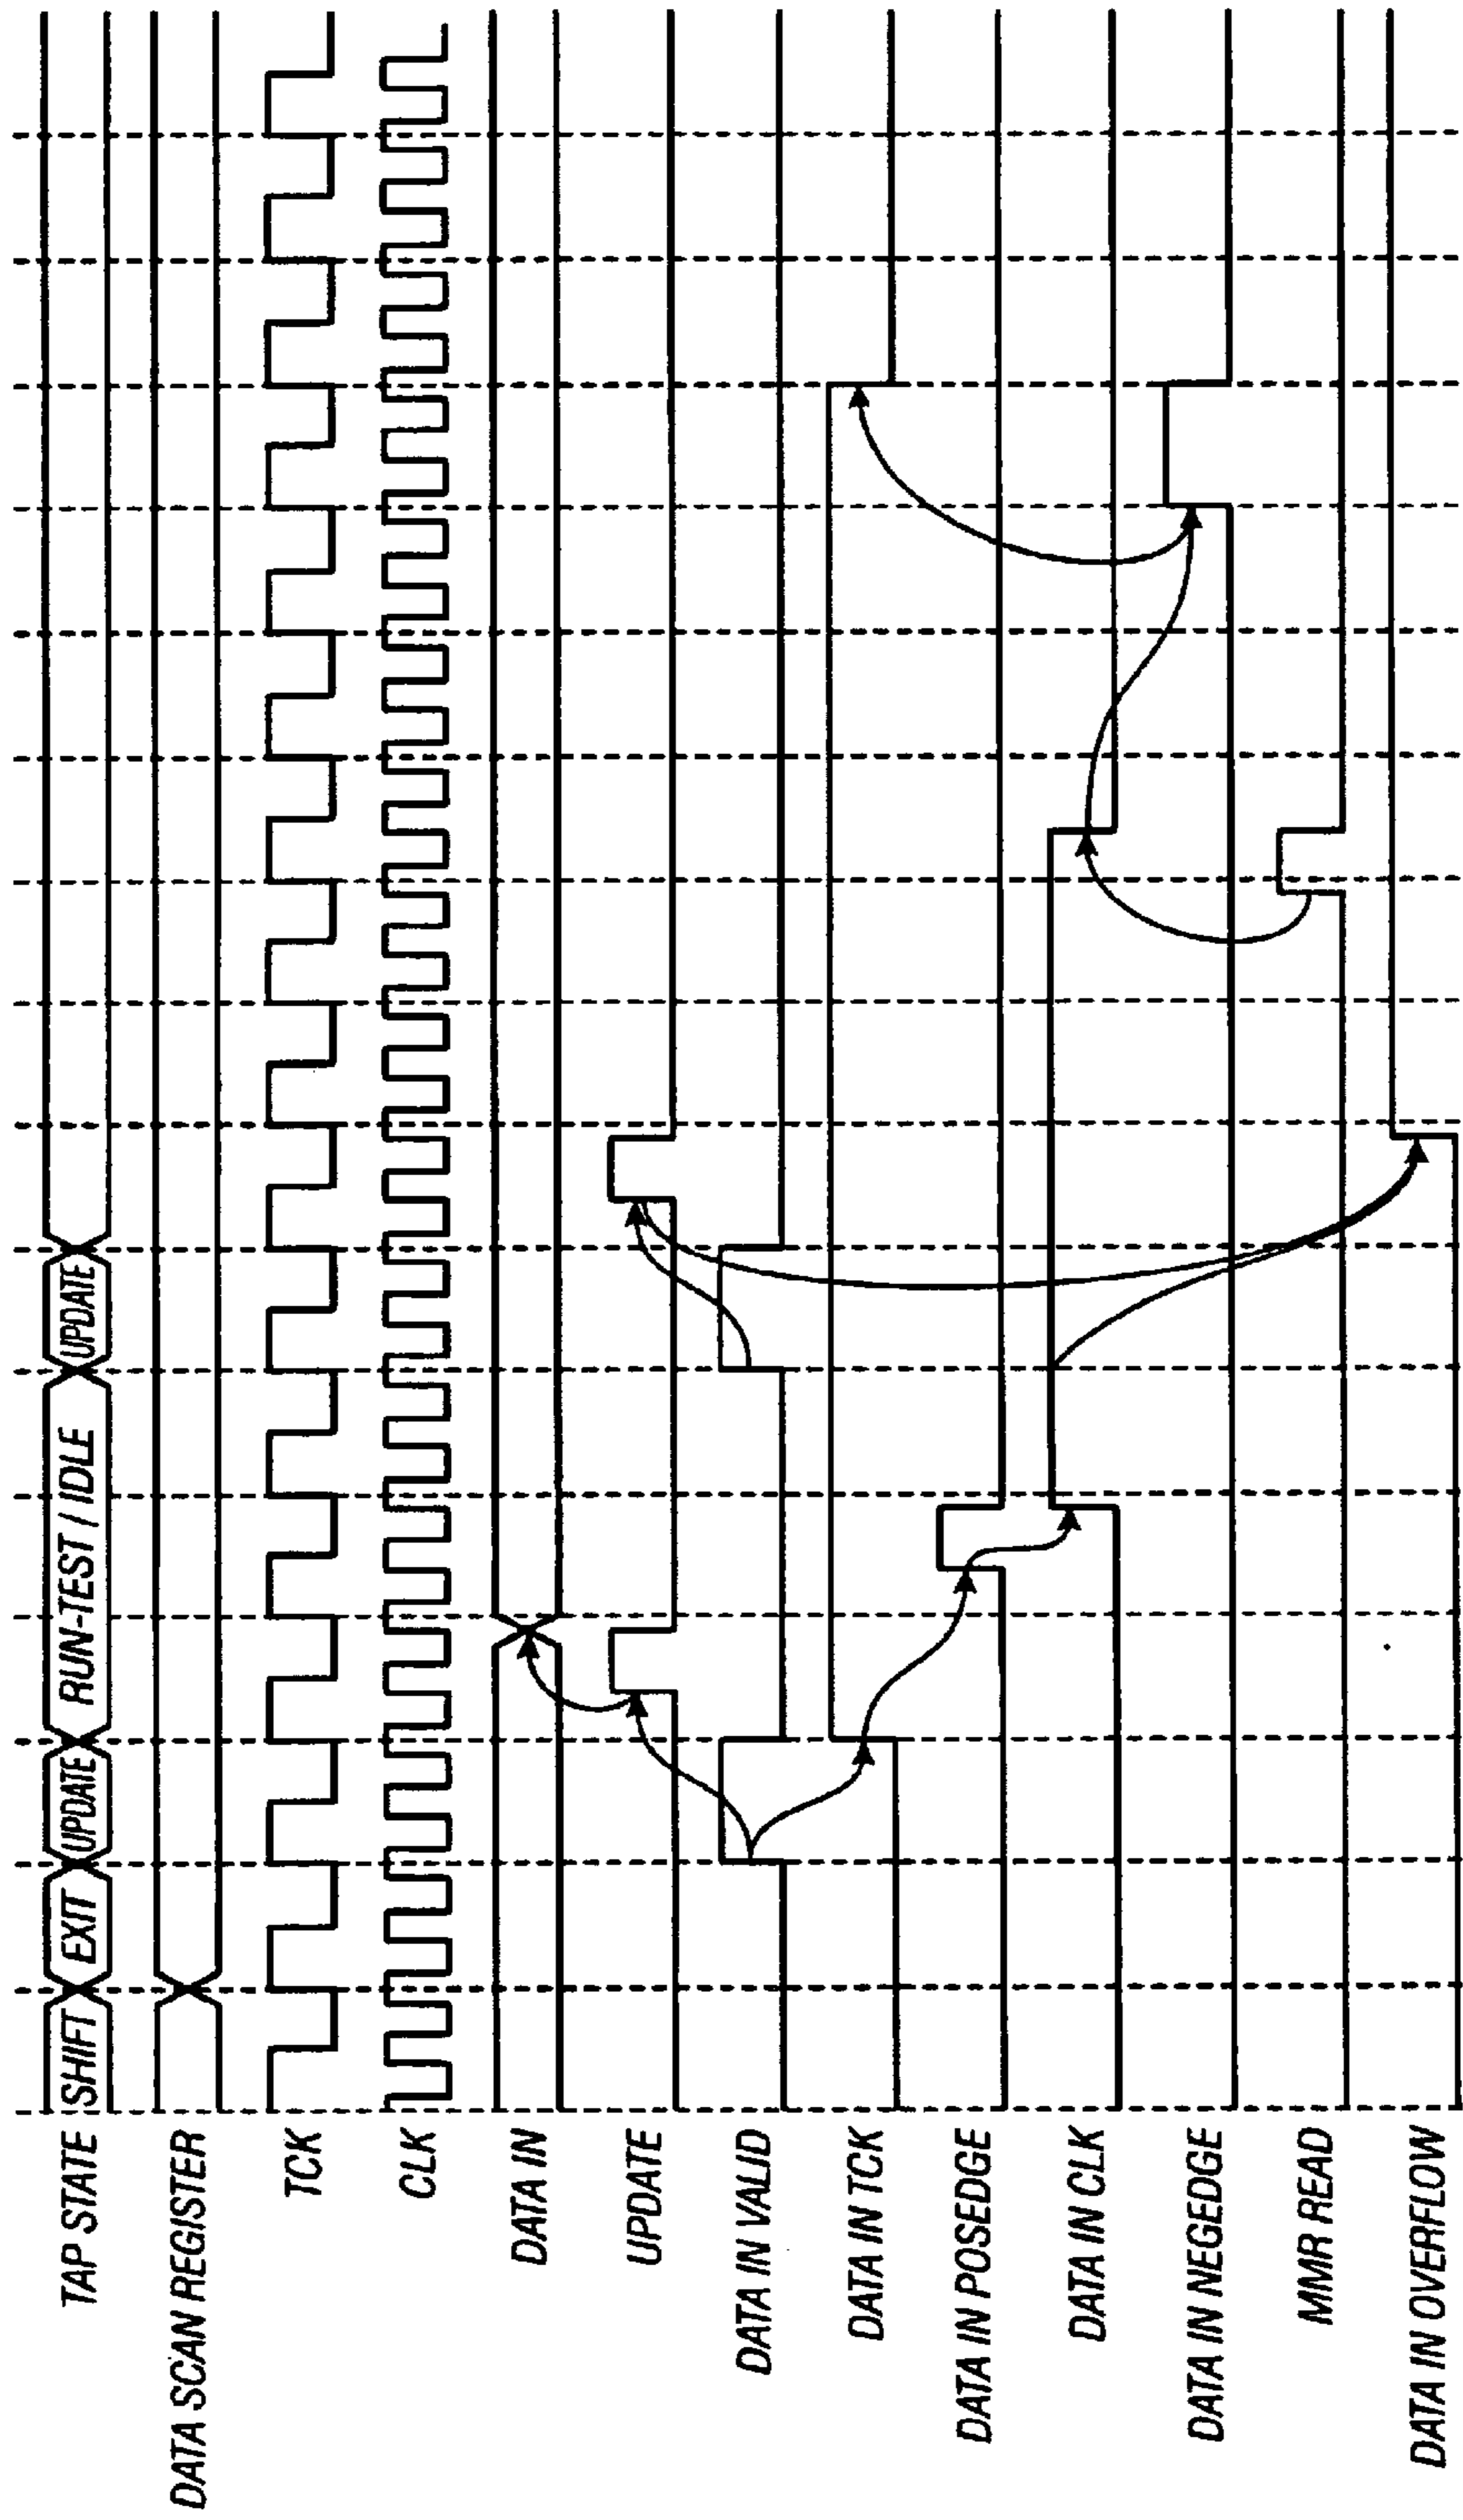 TAP STATE
SHIFT
EXIT
UPDATE
RUN-TEST / IDLE
UPDATE
DATA SCAN REGISTER
TCK
CLK
DATA IN
UPDATE
DATA IN VALID
DATA IN TCK
DATA IN POSEDGE
DATA IN CLK
DATA IN NEGEDGE
MMR READ
DATA IN OVERFLOW